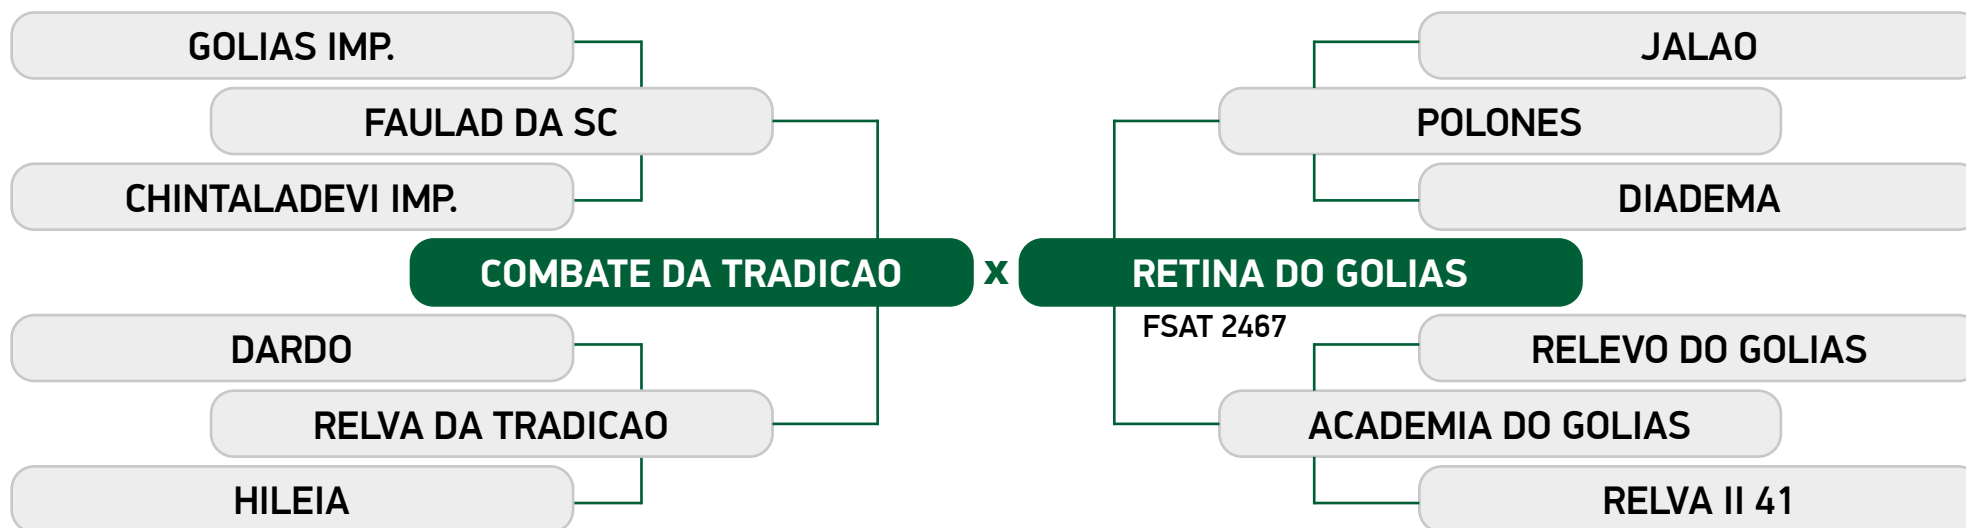 GOLIAS IMP.
JALAO
FAULAD DA SC
POLONES
CHINTALADEVI IMP.
DIADEMA
COMBATE DA TRADICAO x RETINA DO GOLIAS
FSAT 2467
DARDO
RELEVO DO GOLIAS
RELVA DA TRADICAO
ACADEMIA DO GOLIAS
HILEIA
RELVA II 41